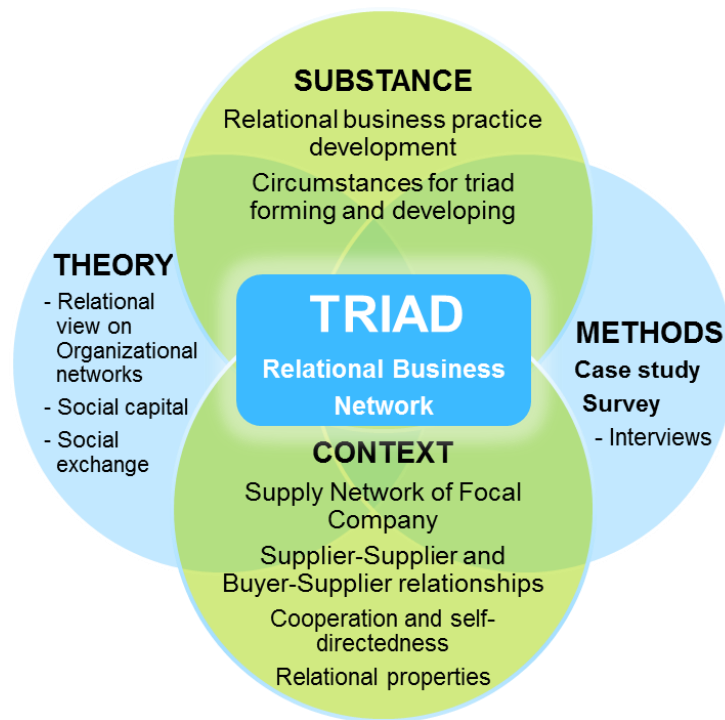 SUBSTANCE
Relational business practice
development
Circumstances for triad
forming and developing
THEORY
- Relational
view on
Organizational
networks
- Social capital
- Social
exchange
TRIAD
Relational Business
Network
METHODS
Case study
Survey
- Interviews
CONTEXT
Supply Network of Focal
Company
Supplier-Supplier and
Buyer-Supplier relationships
Cooperation and self-
directedness
Relational properties